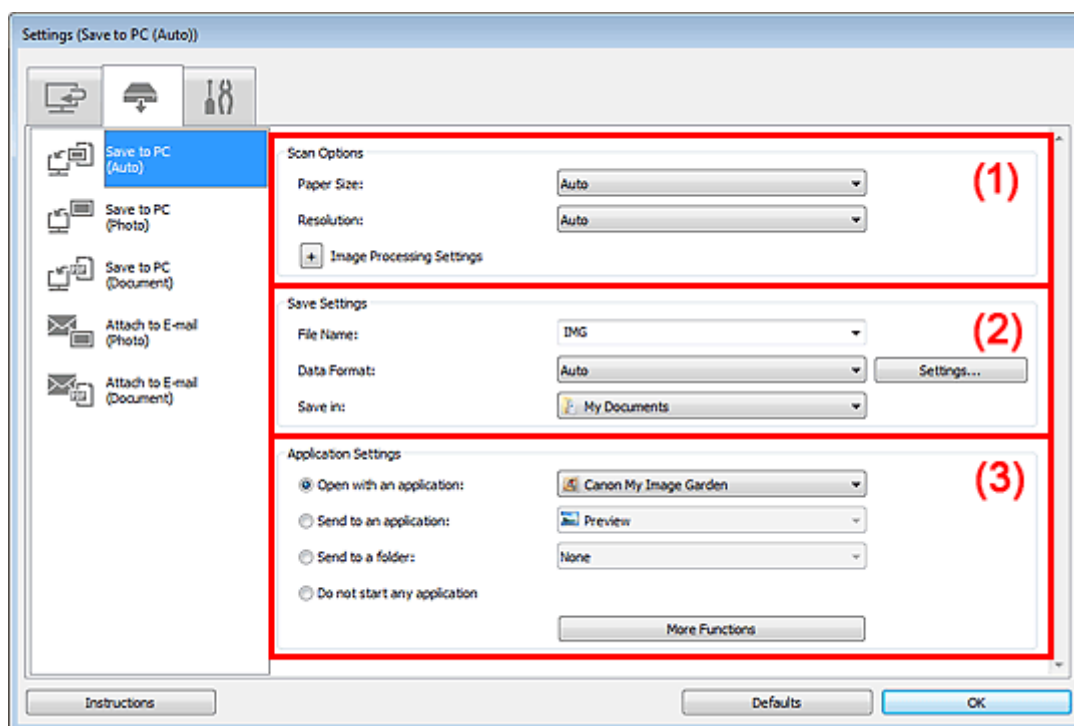 Settings (Save to PC (Auto))
Save to PC
(Auto)
Save to PC
(Photo)
Save to PC
(Document)
Attach to E-mail
(Photo)
Attach to E-mail
(Document)
Scan Options
(1)
Paper Size: Auto
Resolution: Auto
+ Image Processing Settings
Save Settings
(2)
File Name: IMG
Data Format: Auto Settings...
Save in: My Documents
Application Settings
(3)
Open with an application: Canon My Image Garden
Send to an application: Preview
Send to a folder: None
Do not start any application
More Functions
Instructions Defaults OK